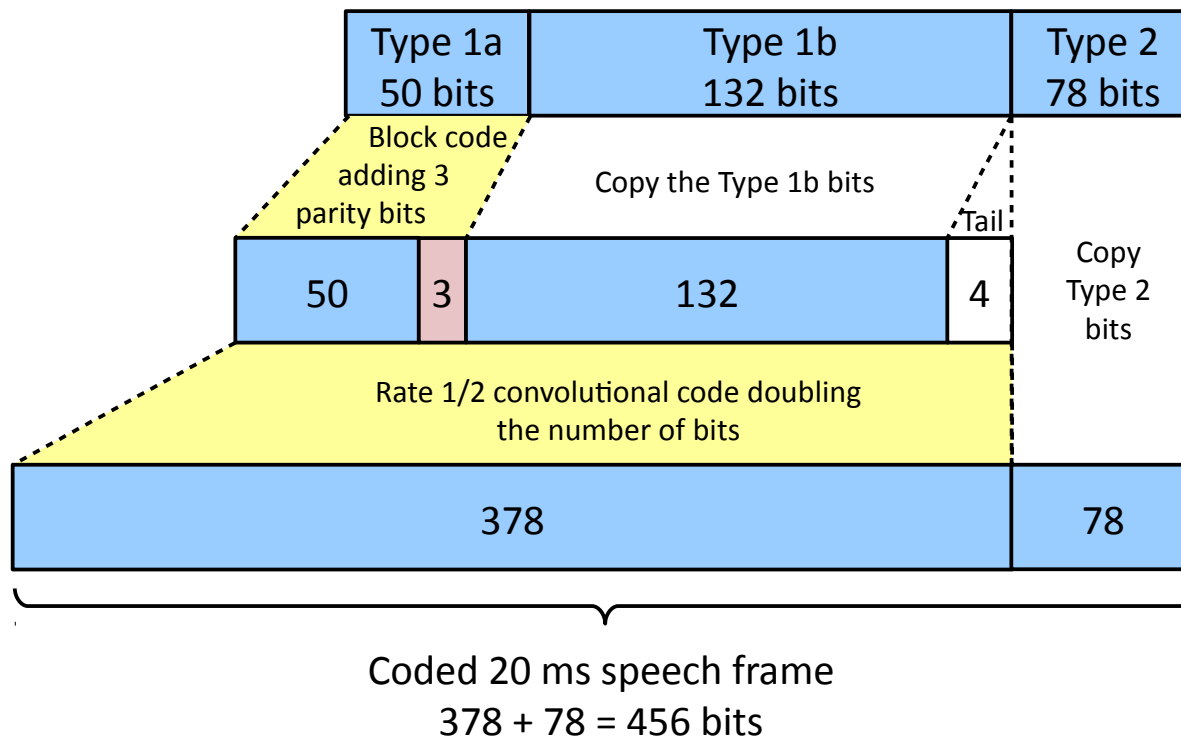 Type 1a
50 bits
Type 1b
132 bits
Type 2
78 bits
Block code
adding 3
parity bits
Copy the Type 1b bits
Tail
Copy
Type 2
bits
50
3
132
4
Rate 1/2 convolutional code doubling
the number of bits
378
78
Coded 20 ms speech frame
378 + 78 = 456 bits